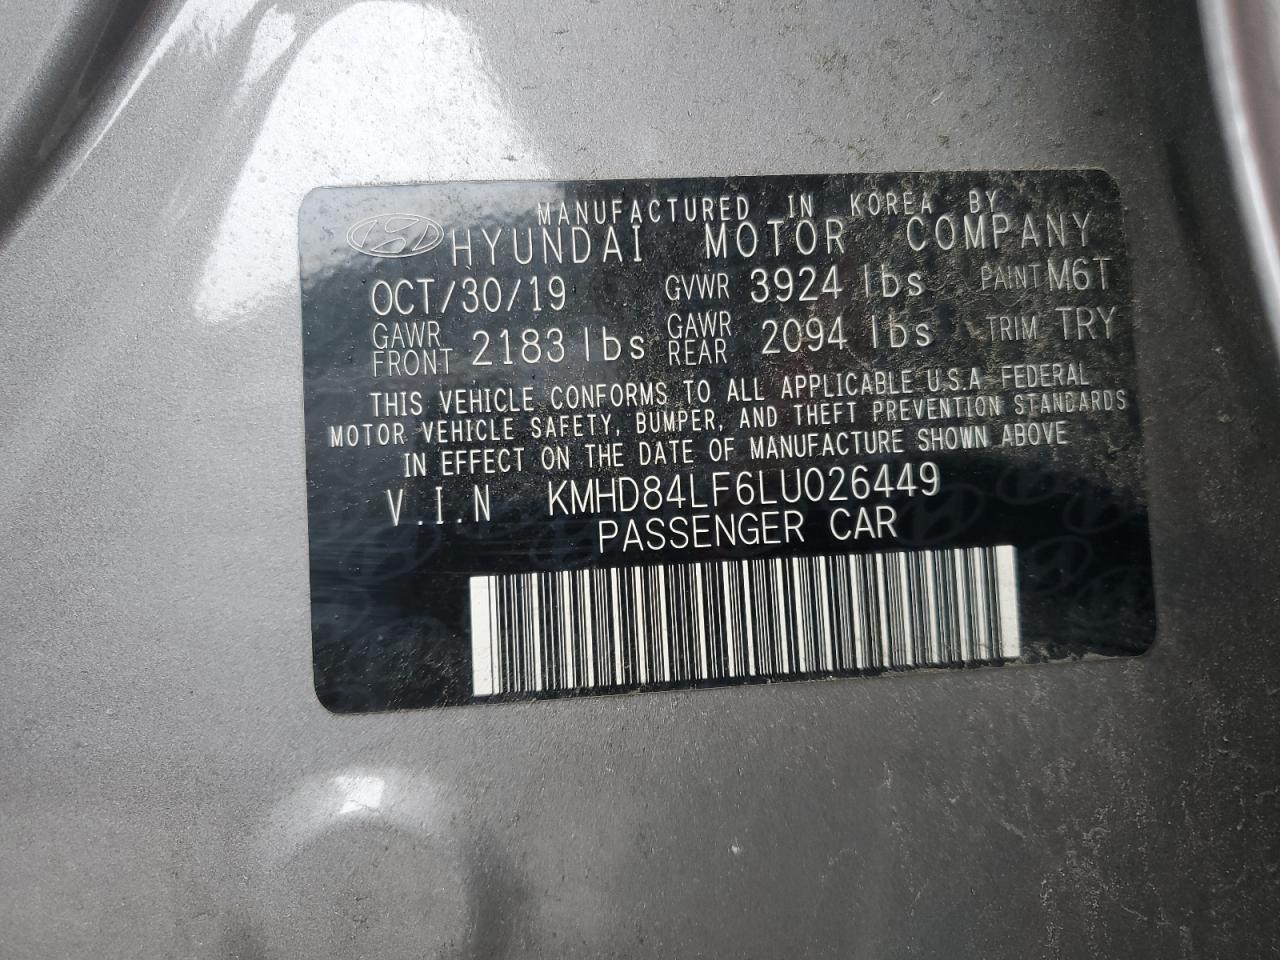 MANUFACTURED IN KOREA BY
HYUNDAI MOTOR COMPANY
OCT/30/19 GVWR 3924 lbs PAINT M6T
GAWR FRONT 2183 lbs GAWR REAR 2094 lbs TRIM TRY
THIS VEHICLE CONFORMS TO ALL APPLICABLE U.S.A FEDERAL
MOTOR VEHICLE SAFETY, BUMPER, AND THEFT PREVENTION STANDARDS
IN EFFECT ON THE DATE OF MANUFACTURE SHOWN ABOVE
V.I.N KMHD84LF6LU026449
PASSENGER CAR